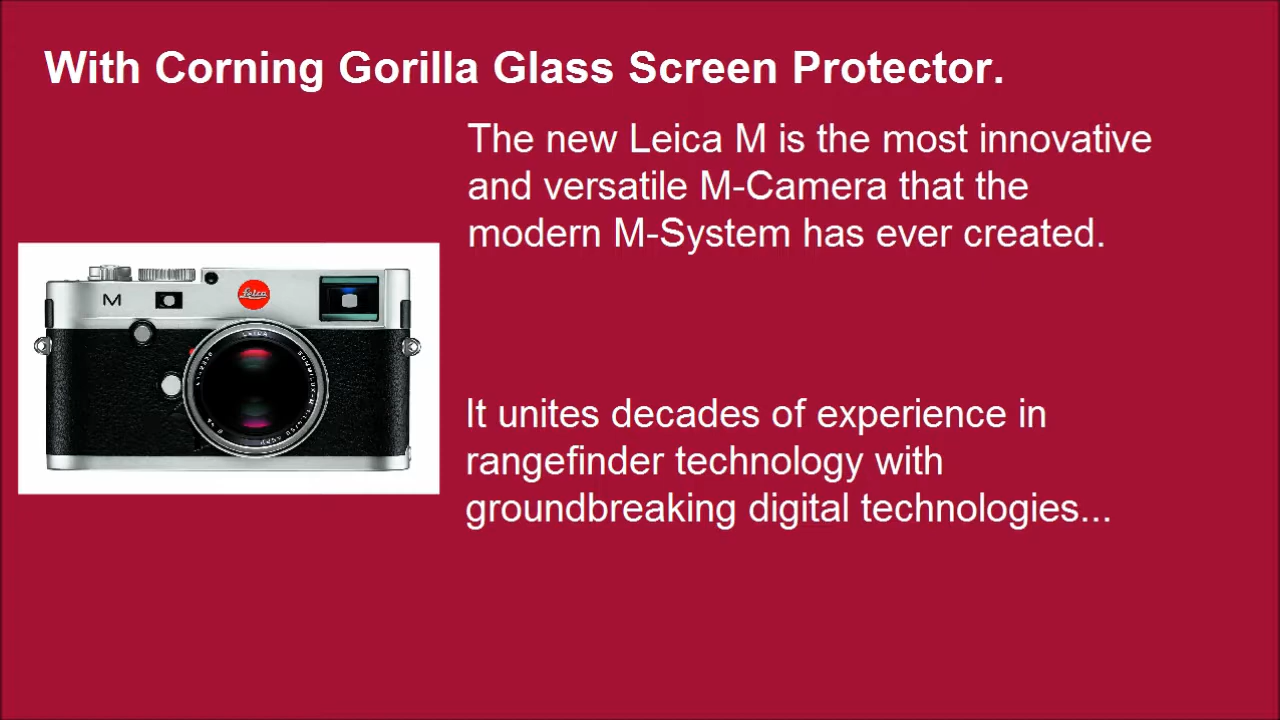 With Corning Gorilla Glass Screen Protector.
The new Leica M is the most innovative
and versatile M-Camera that the
modern M-System has ever created.
M
Leica
LEICA
It unites decades of experience in
rangefinder technology with
groundbreaking digital technologies...